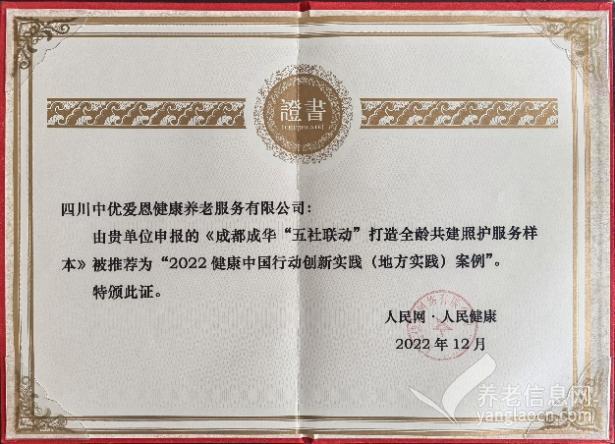 證書
CERTIFICATE
四川中优爱恩健康养老服务有限公司：
由贵单位申报的《成都成华“五社联动”打造全龄共建照护服务样
本》被推荐为“2022健康中国行动创新实践（地方实践）案例”。
特颁此证。
人民网·人民健康
2022年12月
养老信息网
yanglaocn.com